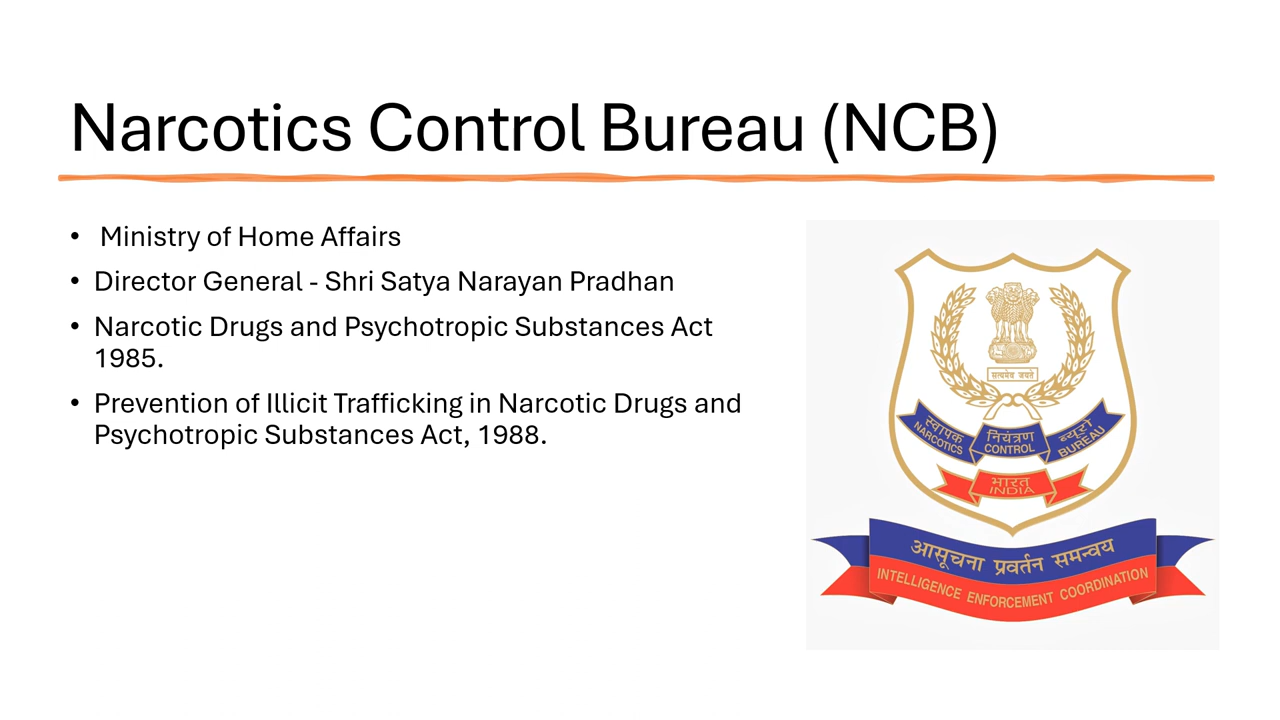 Narcotics Control Bureau (NCB)
• Ministry of Home Affairs
• Director General - Shri Satya Narayan Pradhan
• Narcotic Drugs and Psychotropic Substances Act
1985.
• Prevention of Illicit Trafficking in Narcotic Drugs and
Psychotropic Substances Act, 1988.
सत्यमेव जयते
स्वापक नियंत्रण ब्यूरो
NARCOTICS CONTROL BUREAU
भारत
INDIA
आसूचना प्रवर्तन समन्वय
INTELLIGENCE ENFORCEMENT COORDINATION